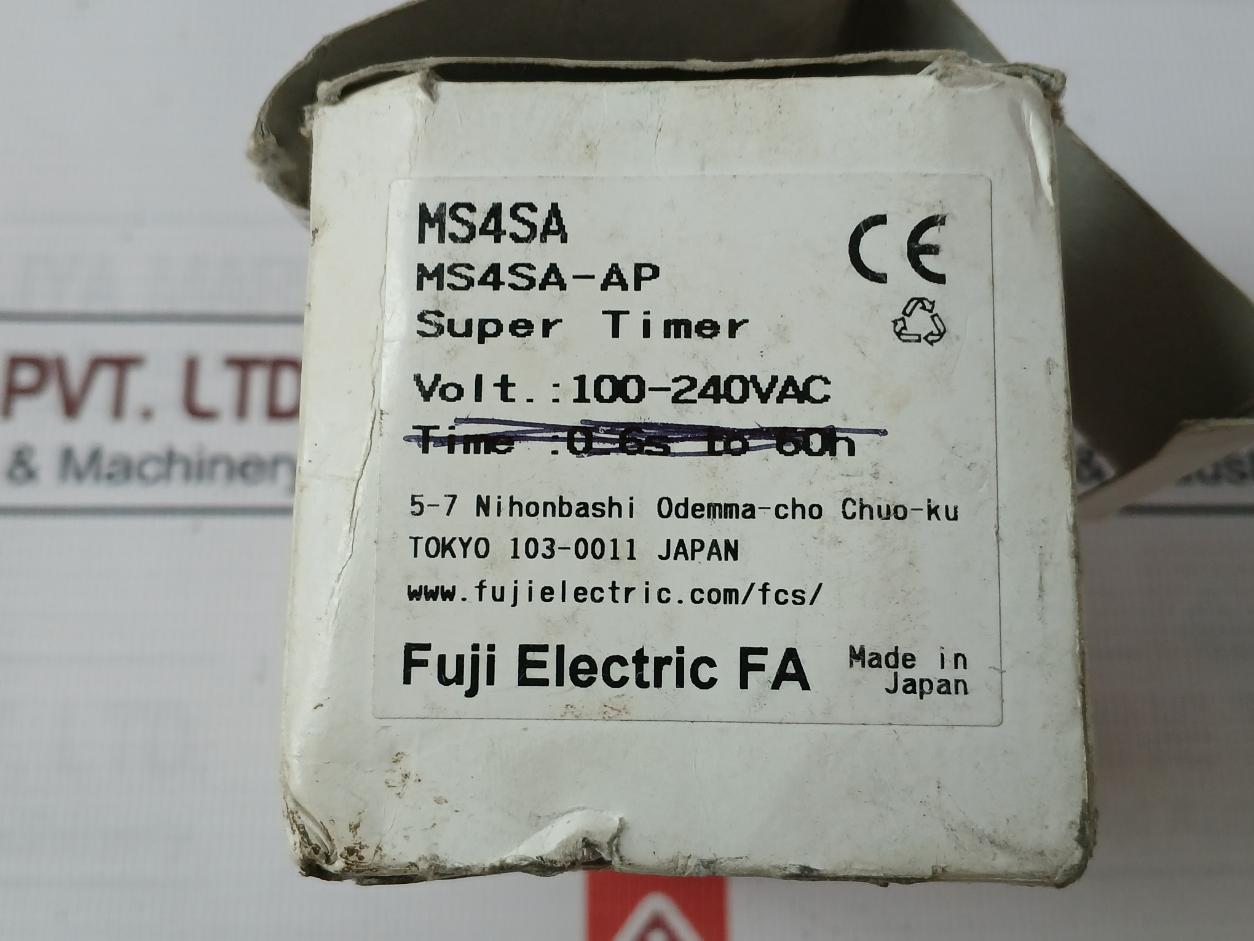 MS4SA
MS4SA-AP
Super Timer
CE
Volt.:100-240VAC
Time :0.6s to 60h
5-7 Nihonbashi Odemma-cho Chuo-ku
TOKYO 103-0011 JAPAN
www.fujielectric.com/fcs/
Fuji Electric FA
Made in
Japan
PVT. LTD
& Machinery
&